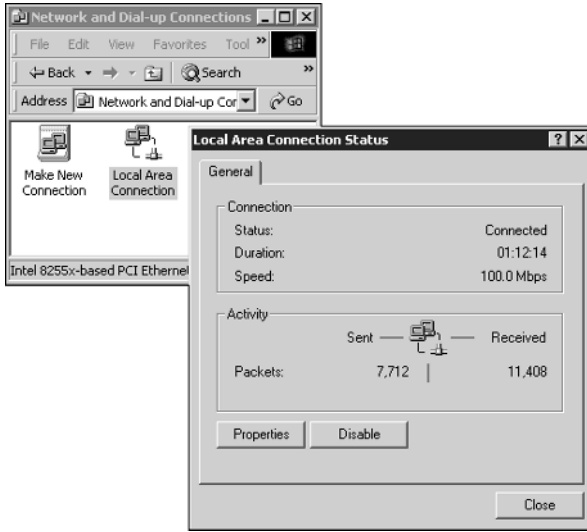 Network and Dial-up Connections
File Edit View Favorites Tool »
Back Search »
Address Network and Dial-up Cor Go
Make New
Connection
Local Area
Connection
Intel 8255x-based PCI Ethernet
Local Area Connection Status
General
Connection
Status: Connected
Duration: 01:12:14
Speed: 100.0 Mbps
Activity
Sent Received
Packets: 7,712 11,408
Properties Disable
Close